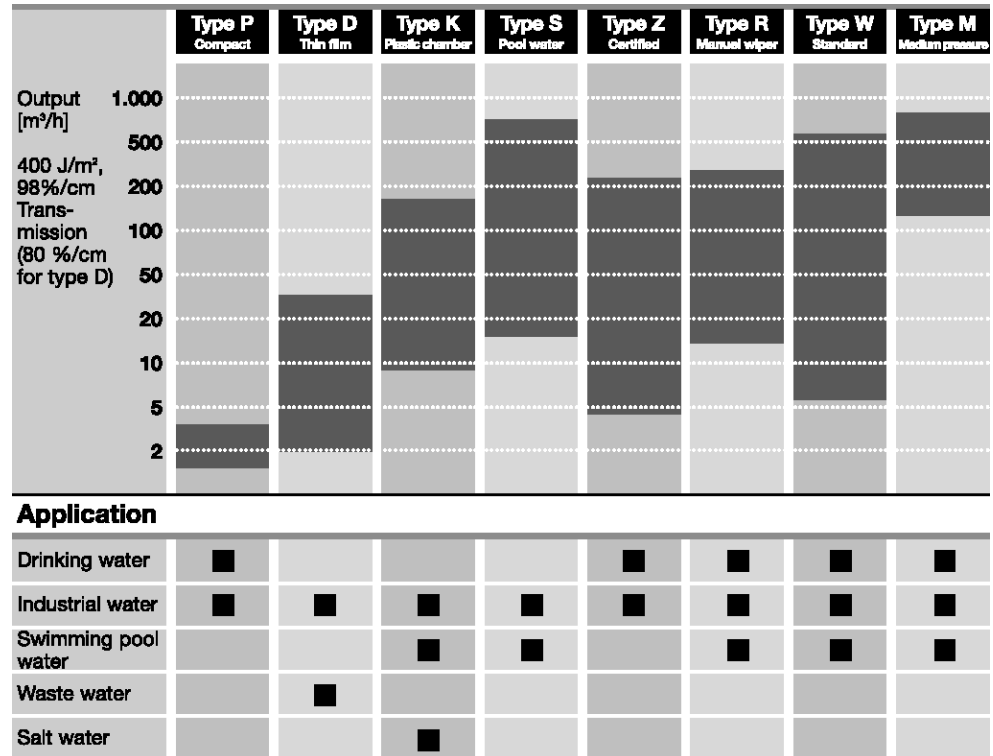 Type P
Compact
Type D
Thin film
Type K
Plastic chamber
Type S
Pool water
Type Z
Certified
Type R
Manuel wiper
Type W
Standard
Type M
Medium pressure
Output
[m³/h]
400 J/m²,
98%/cm
Trans-
mission
(80 %/cm
for type D)
1.000
500
200
100
50
20
10
5
2
Application
Drinking water
Industrial water
Swimming pool
water
Waste water
Salt water